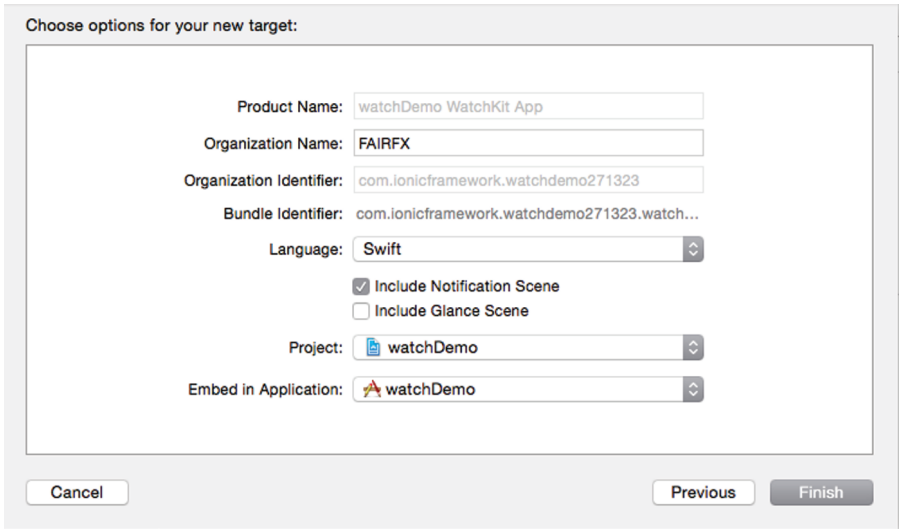 Choose options for your new target:
Product Name: watchDemo WatchKit App
Organization Name: FAIRFX
Organization Identifier: com.ionicframework.watchdemo271323
Bundle Identifier: com.ionicframework.watchdemo271323.watch...
Language: Swift
Include Notification Scene
Include Glance Scene
Project: watchDemo
Embed in Application: watchDemo
Cancel Previous Finish